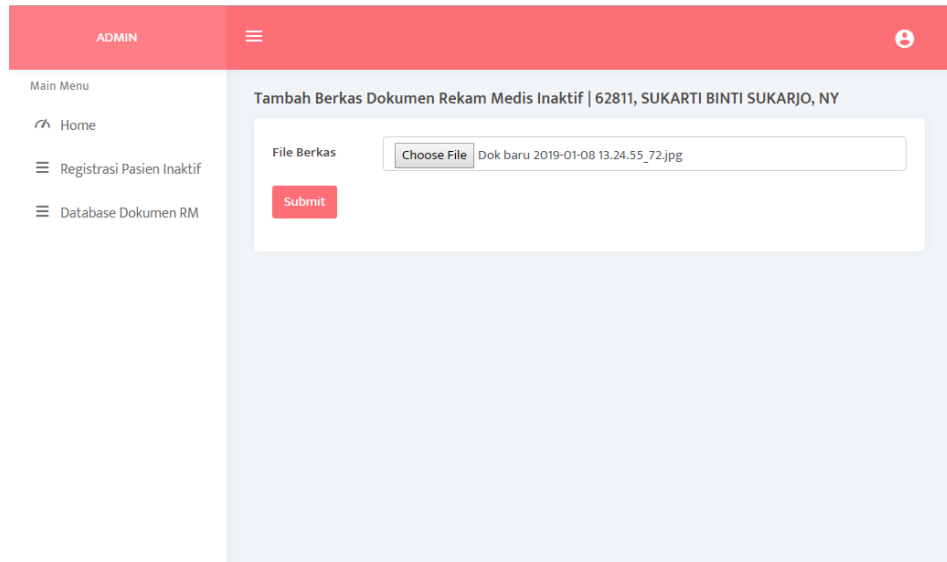 ADMIN
Main Menu
Home
Registrasi Pasien Inaktif
Database Dokumen RM
Tambah Berkas Dokumen Rekam Medis Inaktif | 62811, SUKARTI BINTI SUKARJO, NY
File Berkas
Choose File Dok baru 2019-01-08 13.24.55_72.jpg
Submit